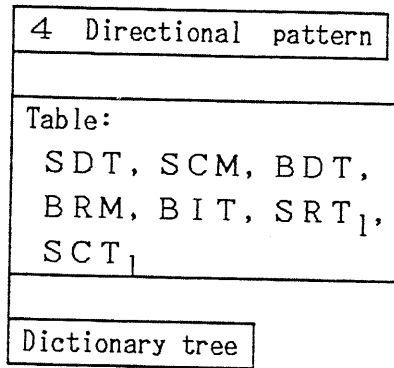 4 Directional pattern
Table:
SDT, SCM, BDT,
BRM, BIT, SRT₁,
SCT₁
Dictionary tree